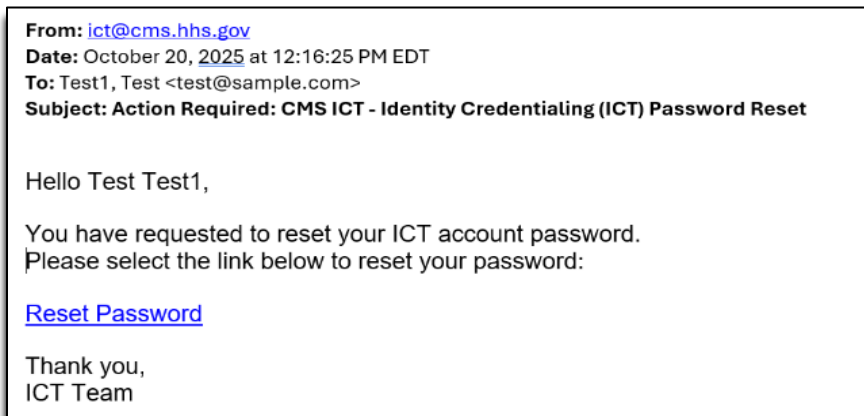 From: ict@cms.hhs.gov
Date: October 20, 2025 at 12:16:25 PM EDT
To: Test1, Test <test@sample.com>
Subject: Action Required: CMS ICT - Identity Credentialing (ICT) Password Reset
Hello Test Test1,
You have requested to reset your ICT account password.
Please select the link below to reset your password:
Reset Password
Thank you,
ICT Team